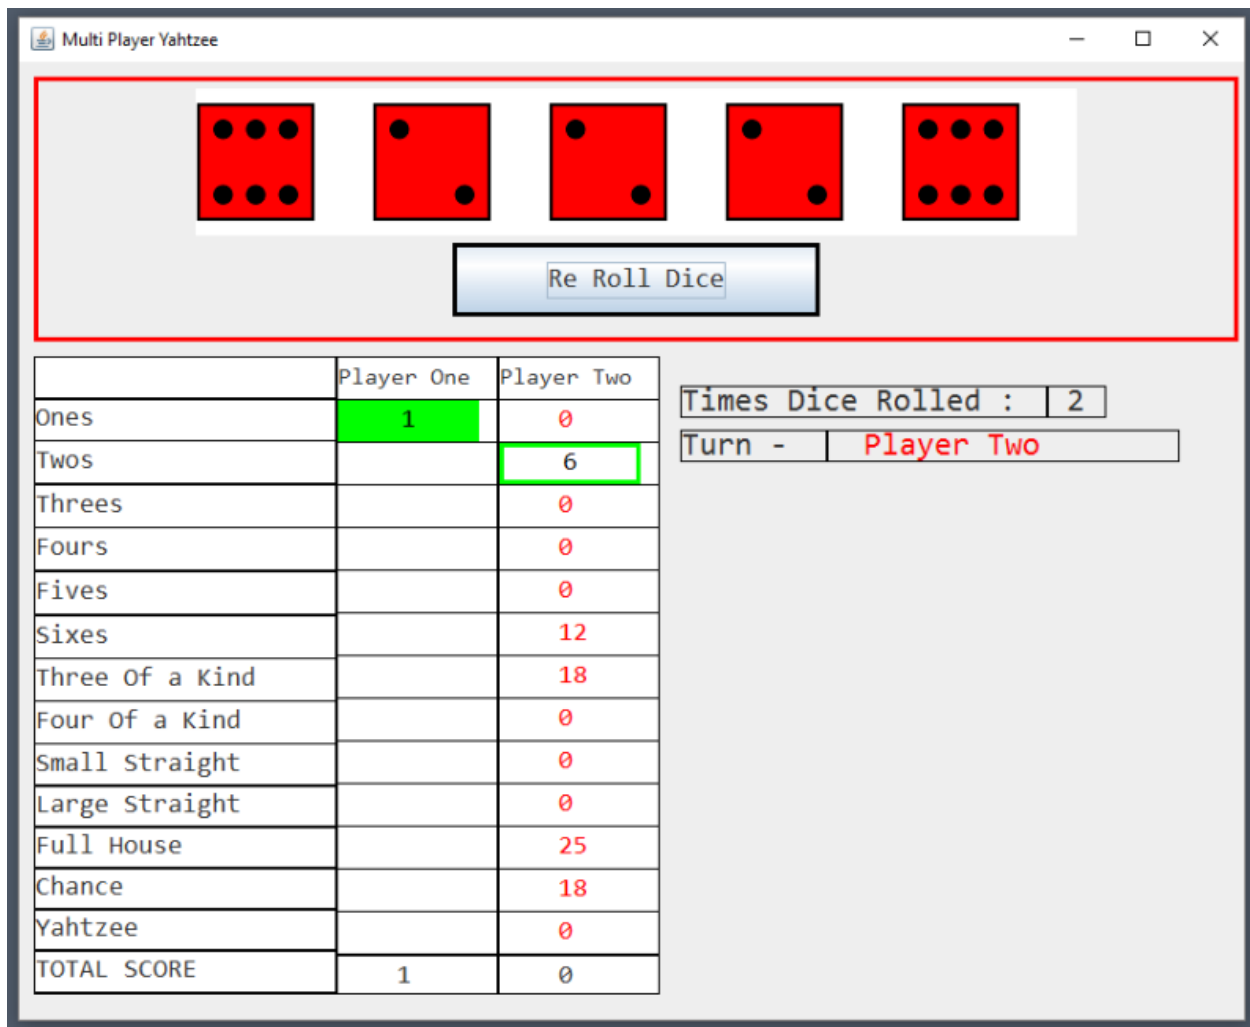 Multi Player Yahtzee
Re Roll Dice
Player One Player Two
Ones 1 0
Twos 6
Threes 0
Fours 0
Fives 0
Sixes 12
Three Of a Kind 18
Four Of a Kind 0
Small Straight 0
Large Straight 0
Full House 25
Chance 18
Yahtzee 0
TOTAL SCORE 1 0
Times Dice Rolled : 2
Turn - Player Two